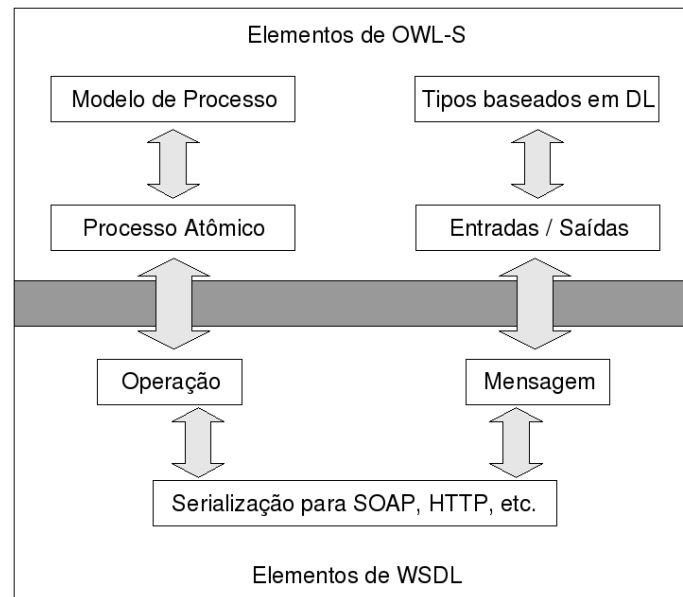 Elementos de OWL-S
Modelo de Processo
Tipos baseados em DL
Processo Atômico
Entradas / Saídas
Operação
Mensagem
Serialização para SOAP, HTTP, etc.
Elementos de WSDL